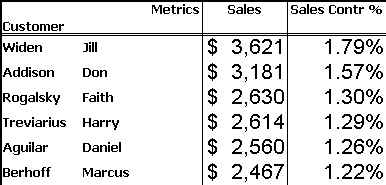 Metrics Sales Sales Contr %
Customer
Widen Jill $ 3,621 1.79%
Addison Don $ 3,181 1.57%
Rogalsky Faith $ 2,630 1.30%
Treviarius Harry $ 2,614 1.29%
Aguilar Daniel $ 2,560 1.26%
Berhoff Marcus $ 2,467 1.22%